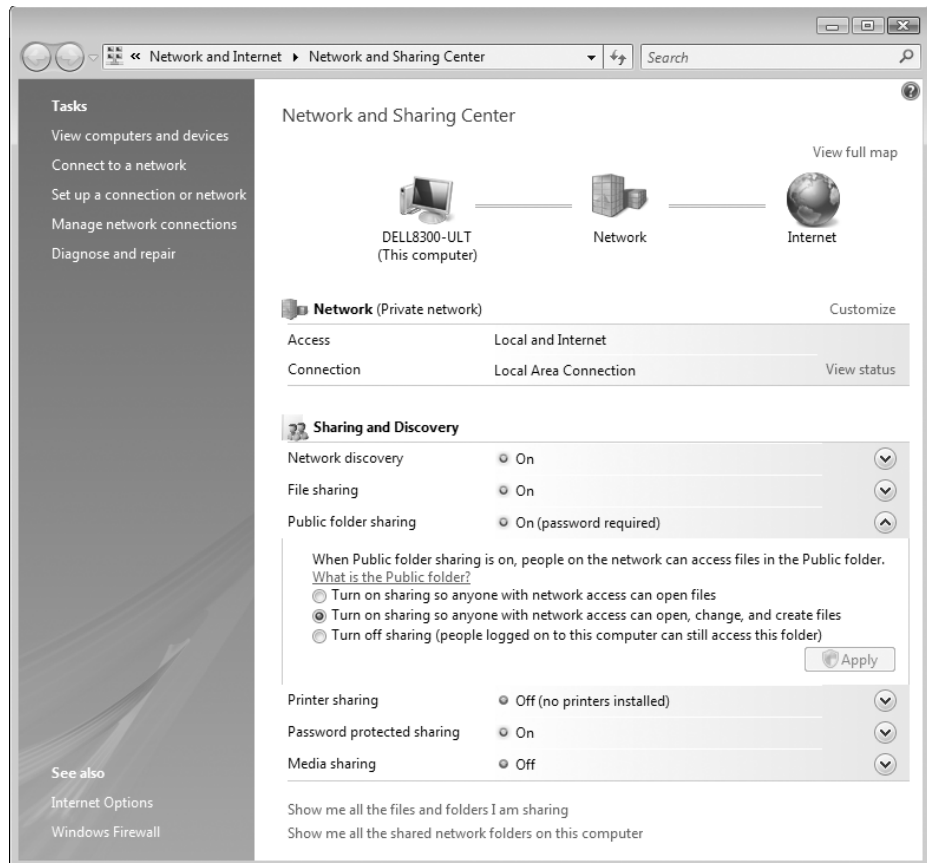 « Network and Internet ▸ Network and Sharing Center
Search
Tasks
View computers and devices
Connect to a network
Set up a connection or network
Manage network connections
Diagnose and repair
See also
Internet Options
Windows Firewall
Network and Sharing Center
View full map
DELL8300-ULT
(This computer)
Network
Internet
Network (Private network)
Customize
Access Local and Internet
Connection Local Area Connection View status
Sharing and Discovery
Network discovery On
File sharing On
Public folder sharing On (password required)
When Public folder sharing is on, people on the network can access files in the Public folder.
What is the Public folder?
Turn on sharing so anyone with network access can open files
Turn on sharing so anyone with network access can open, change, and create files
Turn off sharing (people logged on to this computer can still access this folder)
Apply
Printer sharing Off (no printers installed)
Password protected sharing On
Media sharing Off
Show me all the files and folders I am sharing
Show me all the shared network folders on this computer